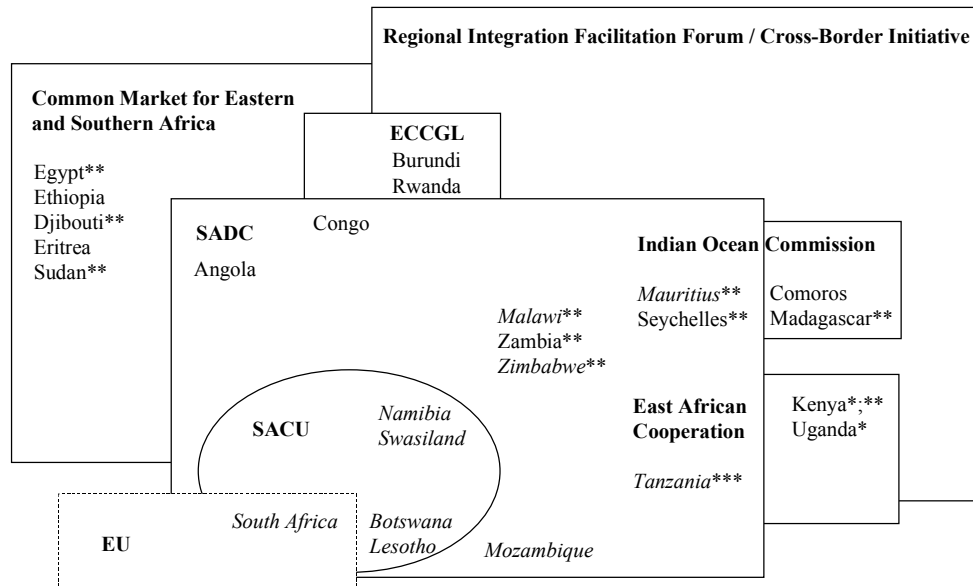 Regional Integration Facilitation Forum / Cross-Border Initiative
Common Market for Eastern
and Southern Africa
Egypt**
Ethiopia
Djibouti**
Eritrea
Sudan**
ECCGL
Burundi
Rwanda
SADC
Congo
Angola
Indian Ocean Commission
Mauritius**
Seychelles**
Comoros
Madagascar**
Malawi**
Zambia**
Zimbabwe**
SACU
Namibia
Swasiland
East African
Cooperation
Tanzania***
Kenya*;**
Uganda*
EU
South Africa
Botswana
Lesotho
Mozambique